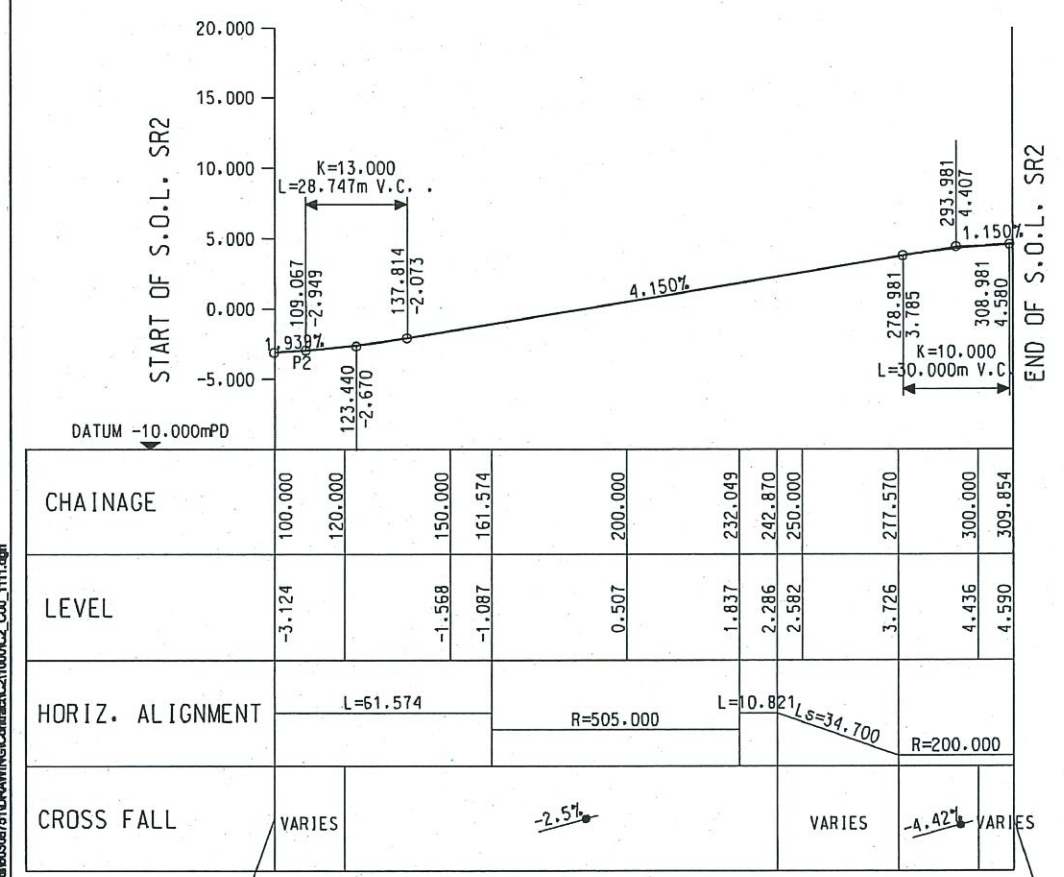 20.000
15.000
10.000
5.000
0.000
-5.000
START OF S.O.L. SR2
K=13.000
L=28.747m V.C. .
109.067
-2.949
137.814
-2.073
1.939%
P2
123.440
-2.670
4.150%
293.981
4.407
1.150%
278.981
3.785
308.981
4.580
K=10.000
L=30.000m V.C
END OF S.O.L. SR2
DATUM -10.000mPD
CHAINAGE
100.000
120.000
150.000
161.574
200.000
232.049
242.870
250.000
277.570
300.000
309.854
LEVEL
-3.124
-1.568
-1.087
0.507
1.837
2.286
2.582
3.726
4.436
4.590
HORIZ. ALIGNMENT
L=61.574
R=505.000
L=10.821
Ls=34.700
R=200.000
CROSS FALL
VARIES
-2.5%
VARIES
-4.42%
VARIES